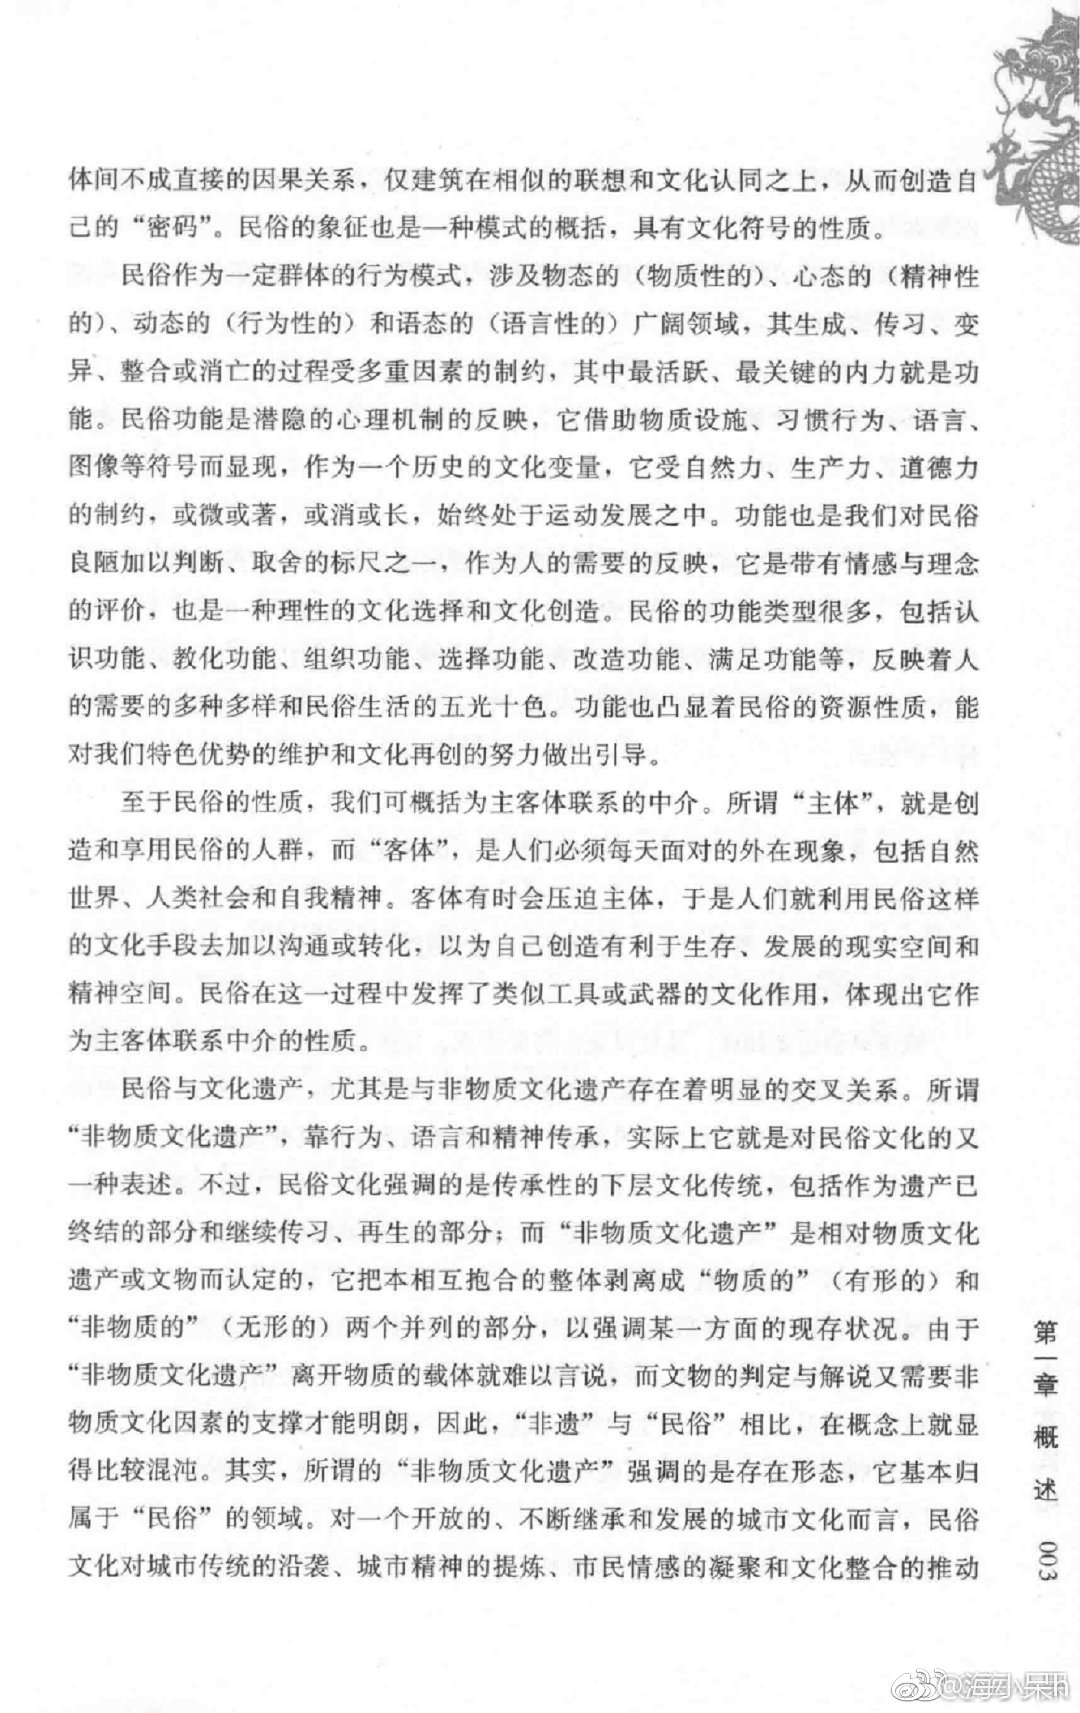 体间不成直接的因果关系，仅建筑在相似的联想和文化认同之上，从而创造自
己的“密码”。民俗的象征也是一种模式的概括，具有文化符号的性质。
民俗作为一定群体的行为模式，涉及物态的（物质性的）、心态的（精神性
的）、动态的（行为性的）和语态的（语言性的）广阔领域，其生成、传习、变
异、整合或消亡的过程受多重因素的制约，其中最活跃、最关键的内力就是功
能。民俗功能是潜隐的心理机制的反映，它借助物质设施、习惯行为、语言、
图像等符号而显现，作为一个历史的文化变量，它受自然力、生产力、道德力
的制约，或微或著，或消或长，始终处于运动发展之中。功能也是我们对民俗
良陋加以判断、取舍的标尺之一，作为人的需要的反映，它是带有情感与理念
的评价，也是一种理性的文化选择和文化创造。民俗的功能类型很多，包括认
识功能、教化功能、组织功能、选择功能、改造功能、满足功能等，反映着人
的需要的多种多样和民俗生活的五光十色。功能也凸显着民俗的资源性质，能
对我们特色优势的维护和文化再创的努力做出引导。
至于民俗的性质，我们可概括为主客体联系的中介。所谓“主体”，就是创
造和享用民俗的人群，而“客体”，是人们必须每天面对的外在现象，包括自然
世界、人类社会和自我精神。客体有时会压迫主体，于是人们就利用民俗这样
的文化手段去加以沟通或转化，以为自己创造有利于生存、发展的现实空间和
精神空间。民俗在这一过程中发挥了类似工具或武器的文化作用，体现出它作
为主客体联系中介的性质。
民俗与文化遗产，尤其是与非物质文化遗产存在着明显的交叉关系。所谓
“非物质文化遗产”，靠行为、语言和精神传承，实际上它就是对民俗文化的又
一种表述。不过，民俗文化强调的是传承性的下层文化传统，包括作为遗产已
终结的部分和继续传习、再生的部分；而“非物质文化遗产”是相对物质文化
遗产或文物而认定的，它把本相互抱合的整体剥离成“物质的”（有形的）和
“非物质的”（无形的）两个并列的部分，以强调某一方面的现存状况。由于
“非物质文化遗产”离开物质的载体就难以言说，而文物的判定与解说又需要非
物质文化因素的支撑才能明朗，因此，“非遗”与“民俗”相比，在概念上就显
得比较混沌。其实，所谓的“非物质文化遗产”强调的是存在形态，它基本归
属于“民俗”的领域。对一个开放的、不断继承和发展的城市文化而言，民俗
文化对城市传统的沿袭、城市精神的提炼、市民情感的凝聚和文化整合的推动
第一章 概述
003